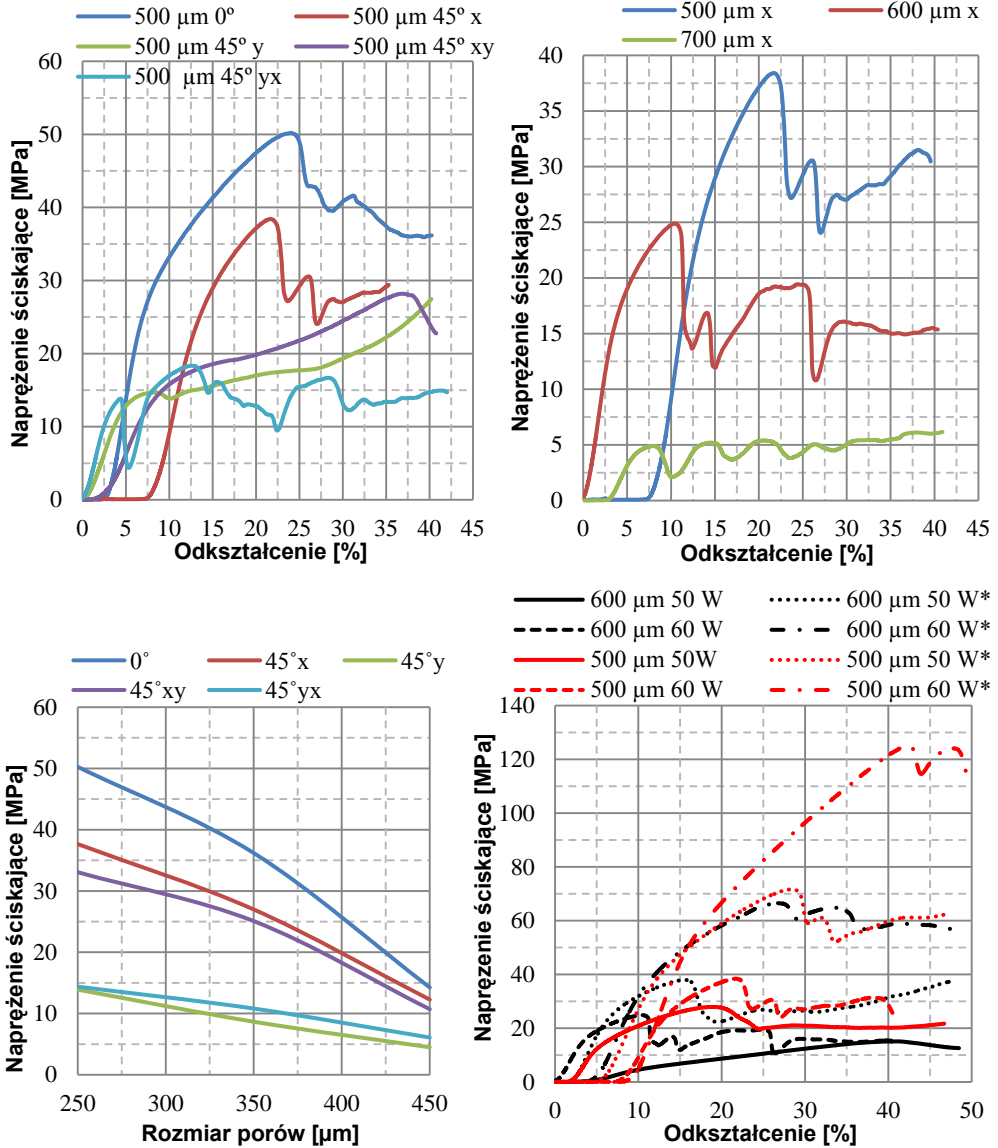 500 µm 0º
500 µm 45º x
500 µm 45º y
500 µm 45º xy
500 µm 45º yx
60
50
40
30
20
10
0
Naprężenie ściskające [MPa]
0 5 10 15 20 25 30 35 40 45
Odkształcenie [%]
500 µm x
600 µm x
700 µm x
40
35
30
25
20
15
10
5
0
Naprężenie ściskające [MPa]
0 5 10 15 20 25 30 35 40 45
Odkształcenie [%]
0˚
45˚x
45˚y
45˚xy
45˚yx
60
50
40
30
20
10
0
Naprężenie ściskające [MPa]
250 300 350 400 450
Rozmiar porów [µm]
600 µm 50 W
600 µm 50 W*
600 µm 60 W
600 µm 60 W*
500 µm 50W
500 µm 50 W*
500 µm 60 W
500 µm 60 W*
140
120
100
80
60
40
20
0
Naprężenie ściskające [MPa]
0 10 20 30 40 50
Odkształcenie [%]